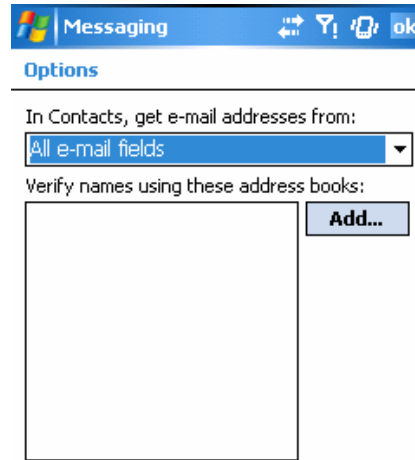 Messaging
ok
Options
In Contacts, get e-mail addresses from:
All e-mail fields
Verify names using these address books:
Add...